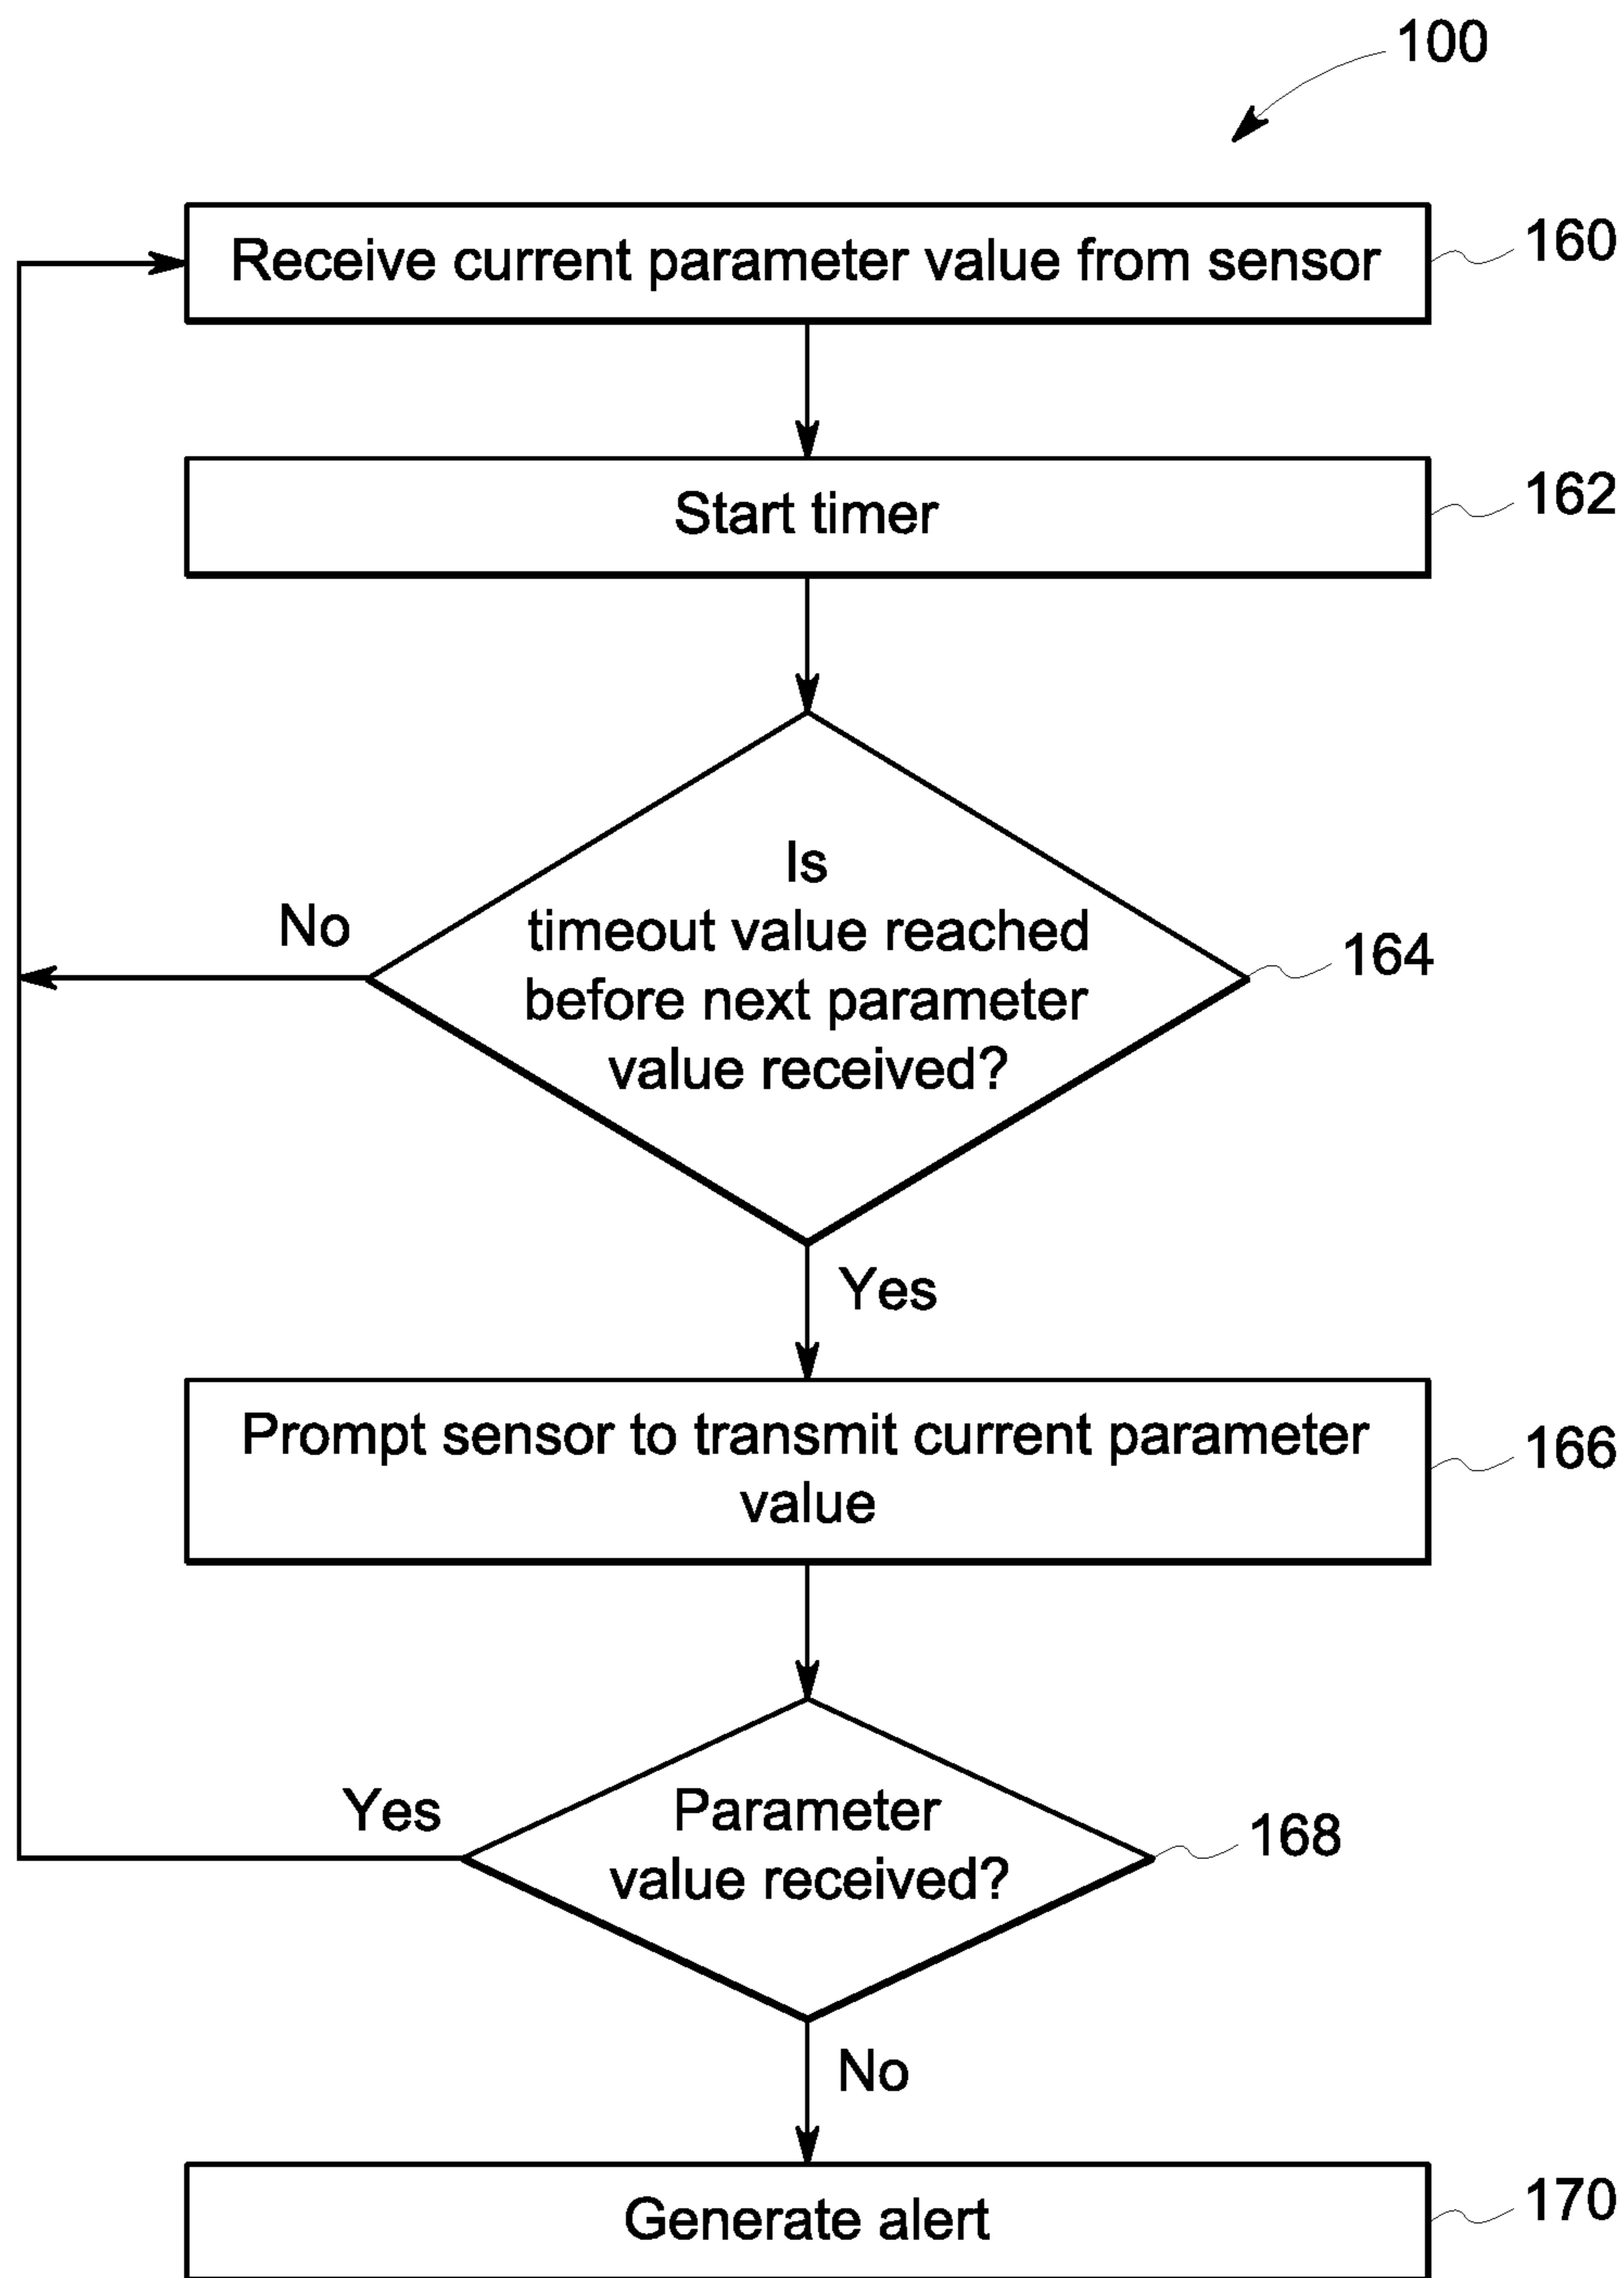 100
Receive current parameter value from sensor
160
Start timer
162
Is
timeout value reached
before next parameter
value received?
No
164
Yes
Prompt sensor to transmit current parameter
value
166
Parameter
value received?
Yes
168
No
Generate alert
170